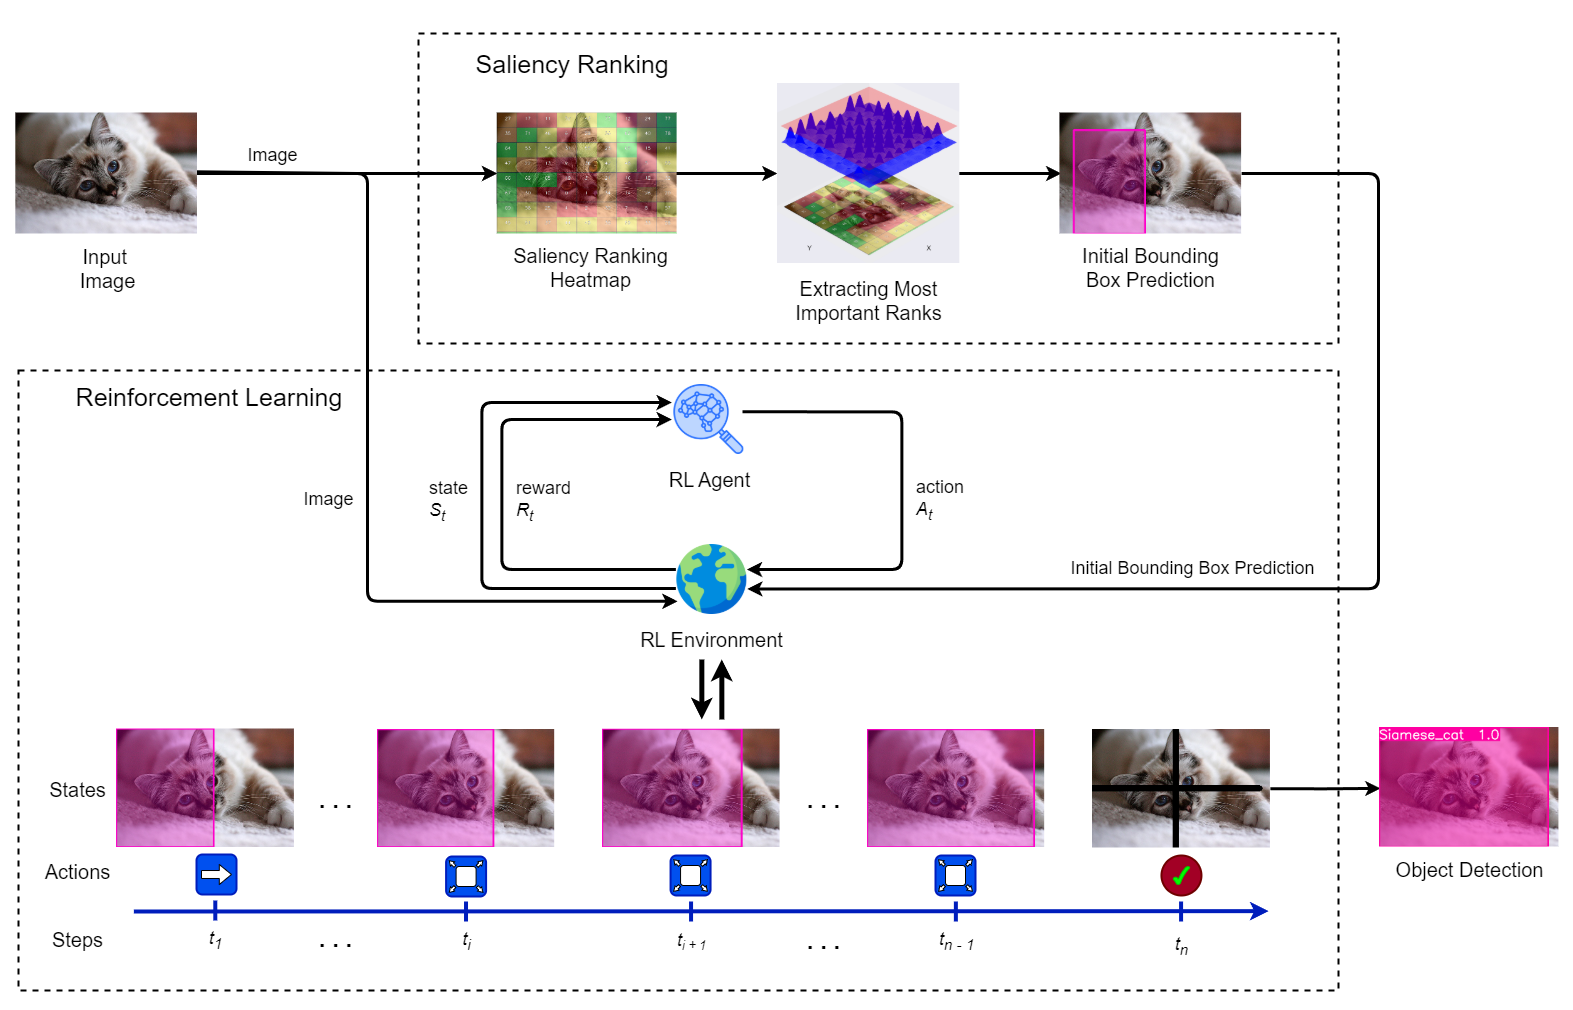 Saliency Ranking
Image
Input
Image
Saliency Ranking
Heatmap
Y
X
Extracting Most
Important Ranks
Initial Bounding
Box Prediction
Reinforcement Learning
RL Agent
Image
state
S_t
reward
R_t
action
A_t
Initial Bounding Box Prediction
RL Environment
Siamese_cat 1.0
States
. . .
. . .
Actions
Object Detection
Steps
t_1
. . .
t_i
t_{i + 1}
. . .
t_{n - 1}
t_n